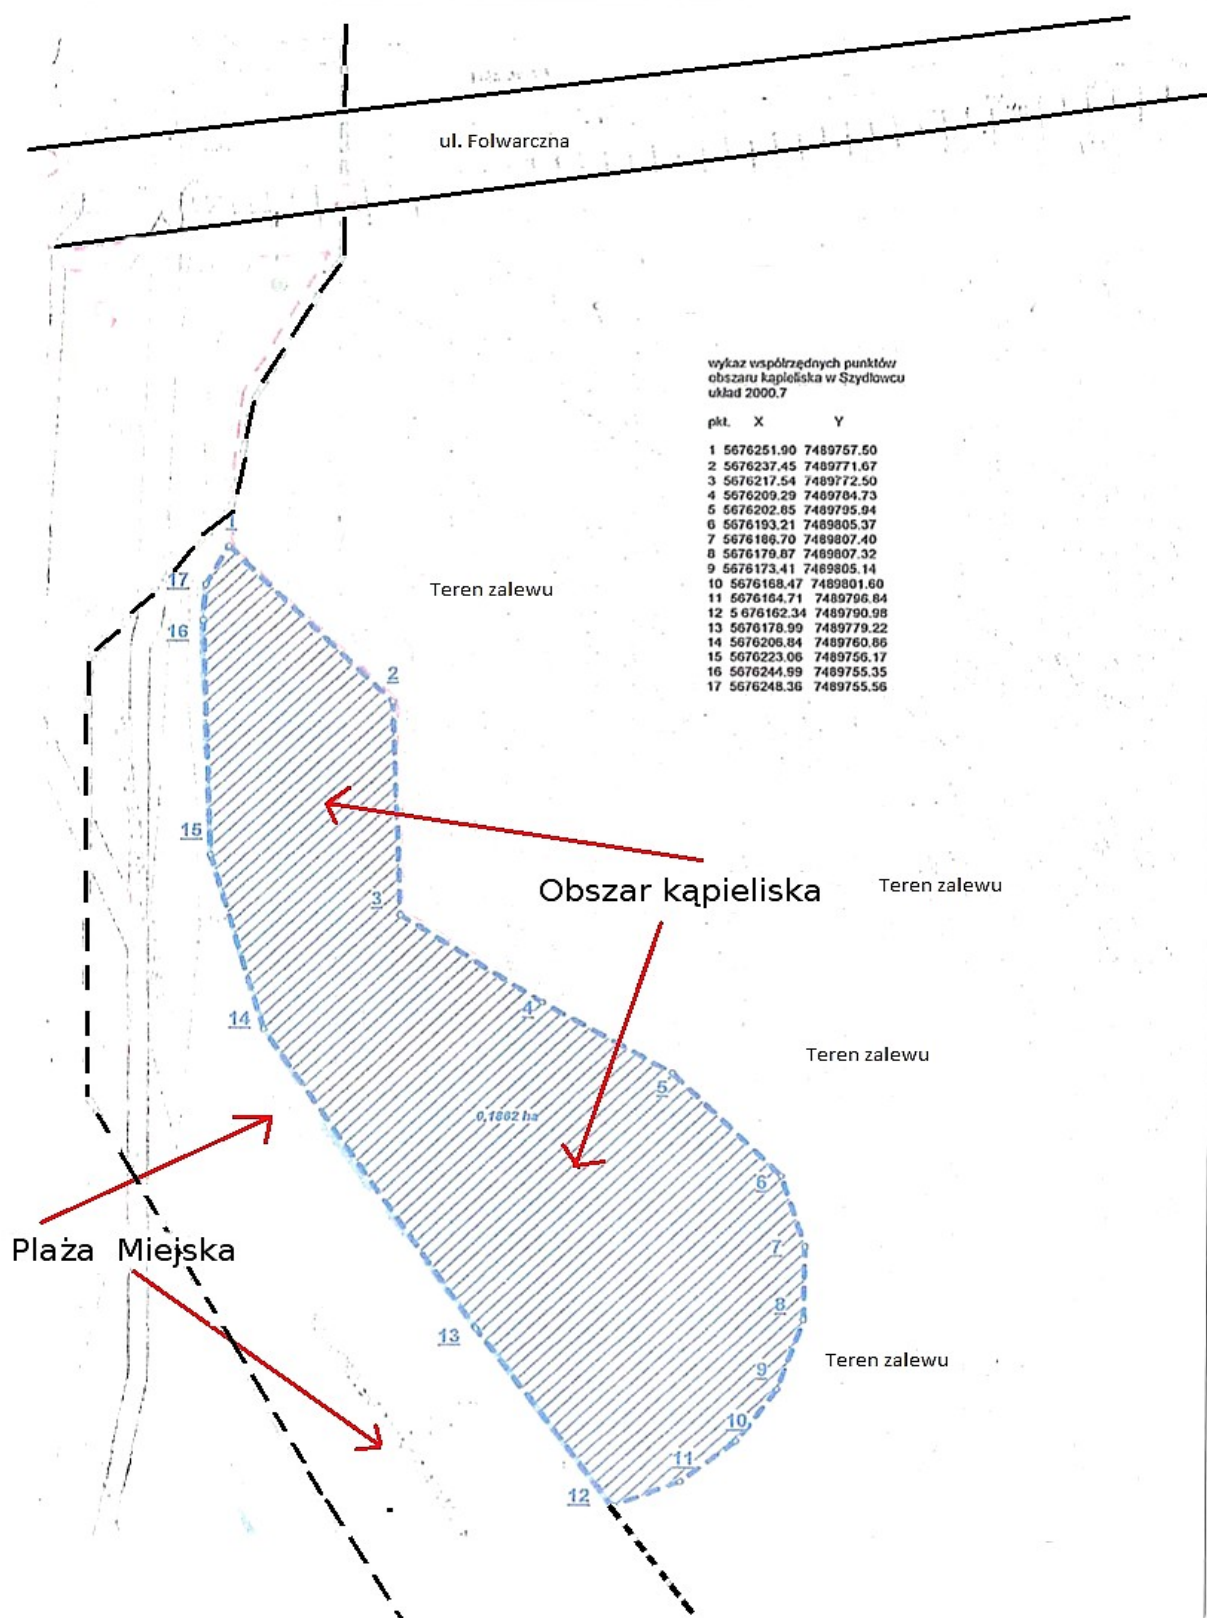 ul. Folwarczna
wykaz współrzędnych punktów
obszaru kąpieliska w Szydłowcu
układ 2000.7
pkt. X Y
1 5676251.90 7489757.50
2 5676237.45 7489771.67
3 5676217.54 7489772.50
4 5676209.29 7489784.73
5 5676202.85 7489795.94
6 5676193.21 7489805.37
7 5676186.70 7489807.40
8 5676179.87 7489807.32
9 5676173.41 7489805.14
10 5676168.47 7489801.60
11 5676164.71 7489796.84
12 5 676162.34 7489790.98
13 5676178.99 7489779.22
14 5676206.84 7489760.86
15 5676223.06 7489756.17
16 5676244.99 7489755.35
17 5676248.36 7489755.56
1
17
Teren zalewu
16
2
15
Obszar kąpieliska
Teren zalewu
3
4
14
Teren zalewu
5
0,1862 ha
6
7
Plaża Miejska
8
13
Teren zalewu
9
10
11
12